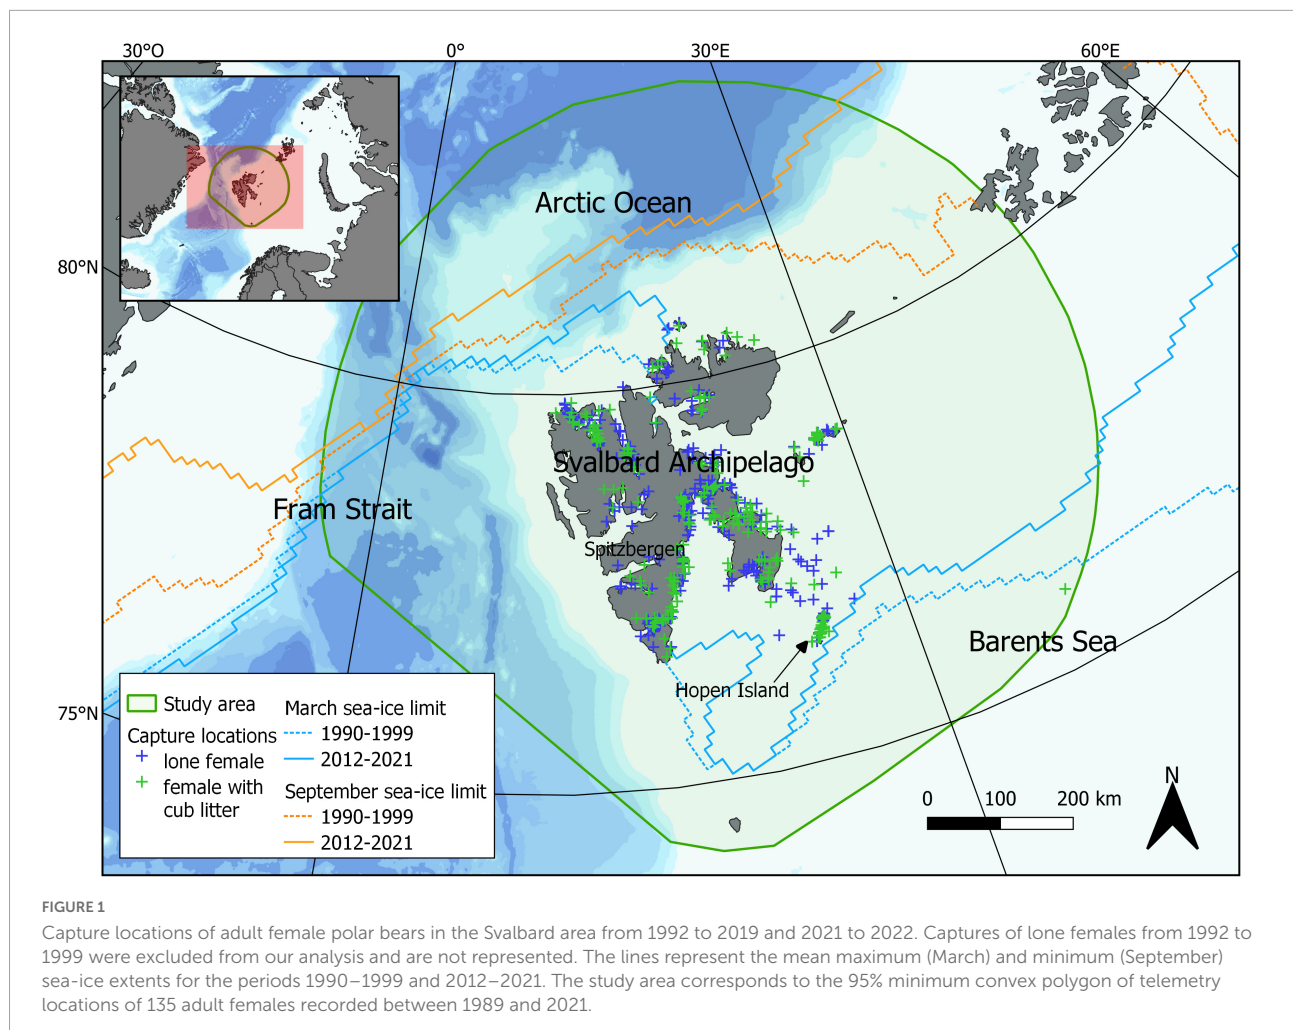 30°O 0° 30°E 60°E
Arctic Ocean
80°N
Svalbard Archipelago
Fram Strait
Spitzbergen
Barents Sea
Hopen Island
75°N
Study area
Capture locations
lone female
female with
cub litter
March sea-ice limit
1990-1999
2012-2021
September sea-ice limit
1990-1999
2012-2021
0 100 200 km
N
FIGURE 1
Capture locations of adult female polar bears in the Svalbard area from 1992 to 2019 and 2021 to 2022. Captures of lone females from 1992 to
1999 were excluded from our analysis and are not represented. The lines represent the mean maximum (March) and minimum (September)
sea-ice extents for the periods 1990–1999 and 2012–2021. The study area corresponds to the 95% minimum convex polygon of telemetry
locations of 135 adult females recorded between 1989 and 2021.